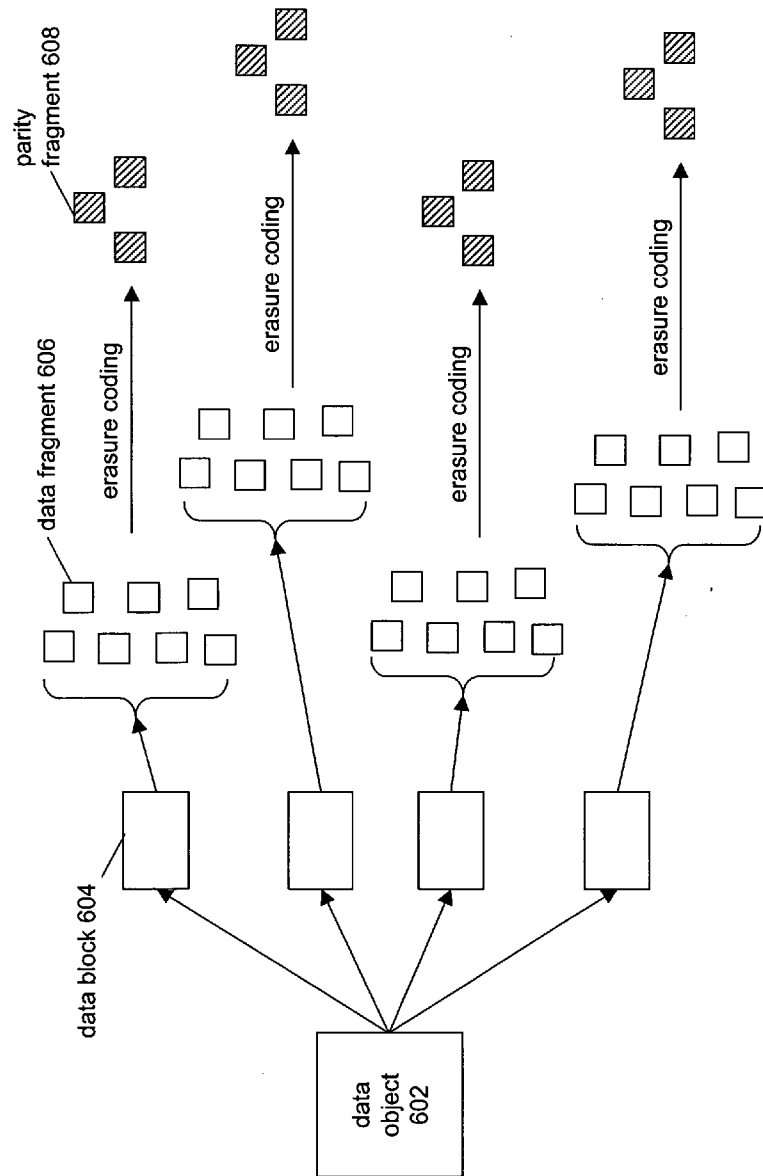 parity
fragment 608
data fragment 606
erasure coding
erasure coding
erasure coding
erasure coding
data block 604
data
object
602